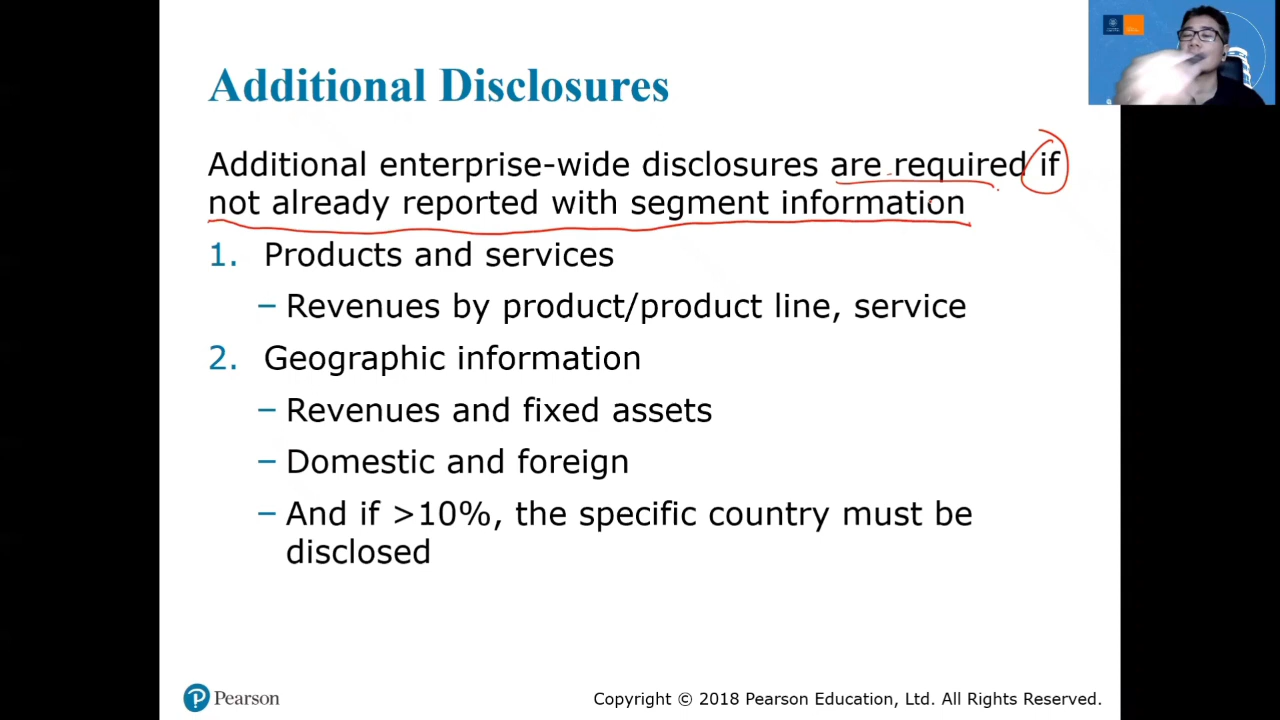 Additional Disclosures
Additional enterprise-wide disclosures are required if
not already reported with segment information
1. Products and services
– Revenues by product/product line, service
2. Geographic information
– Revenues and fixed assets
– Domestic and foreign
– And if >10%, the specific country must be
disclosed
Pearson
Copyright © 2018 Pearson Education, Ltd. All Rights Reserved.